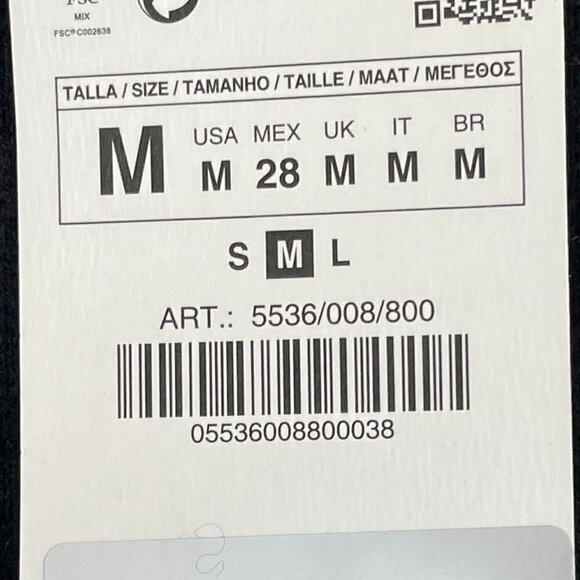 FSC
MIX
FSC® C002638
TALLA / SIZE / TAMANHO / TAILLE / MAAT / ΜΕΓΕΘΟΣ
M USA MEX UK IT BR
M 28 M M M
S M L
ART.: 5536/008/800
05536008800038